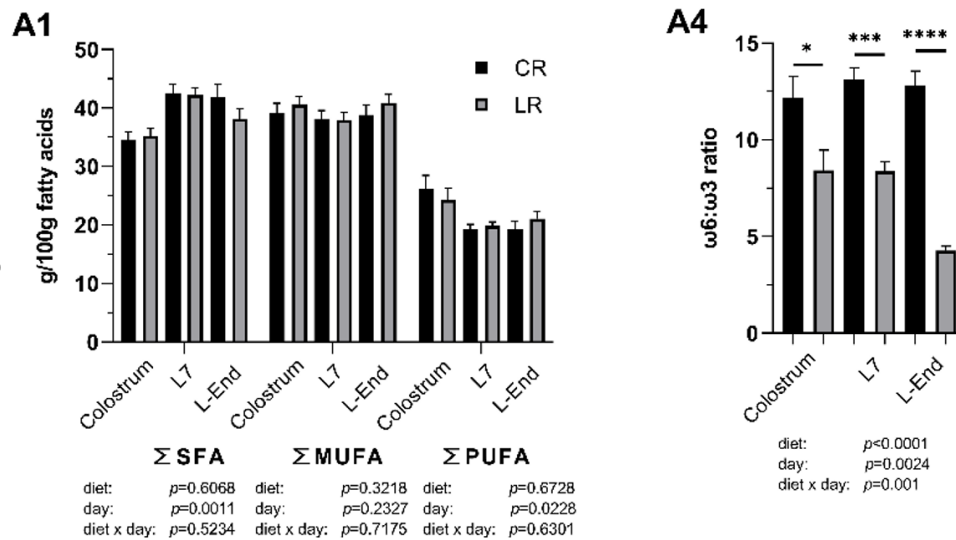 A1
g/100g fatty acids
50
40
30
20
10
0
CR
LR
Colostrum
L7
L-End
Colostrum
L7
L-End
Colostrum
L7
L-End
ΣSFA
ΣMUFA
ΣPUFA
diet: p=0.6068
day: p=0.0011
diet x day: p=0.5234
diet: p=0.3218
day: p=0.2327
diet x day: p=0.7175
diet: p=0.6728
day: p=0.0228
diet x day: p=0.6301
A4
ω6:ω3 ratio
15
10
5
0
*
***
****
Colostrum
L7
L-End
diet: p<0.0001
day: p=0.0024
diet x day: p=0.001